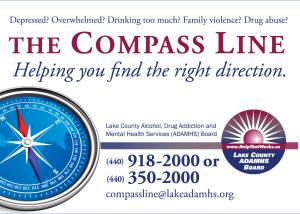 Depressed? Overwhelmed? Drinking too much? Family violence? Drug abuse?
THE COMPASS LINE
Helping you find the right direction.
Lake County Alcohol, Drug Addiction and
Mental Health Services (ADAMHS) Board
(440) 918-2000 or
(440) 350-2000
compassline@lakeadamhs.org
www.HelpThatWorks.us
LAKE COUNTY
ADAMHS
BOARD